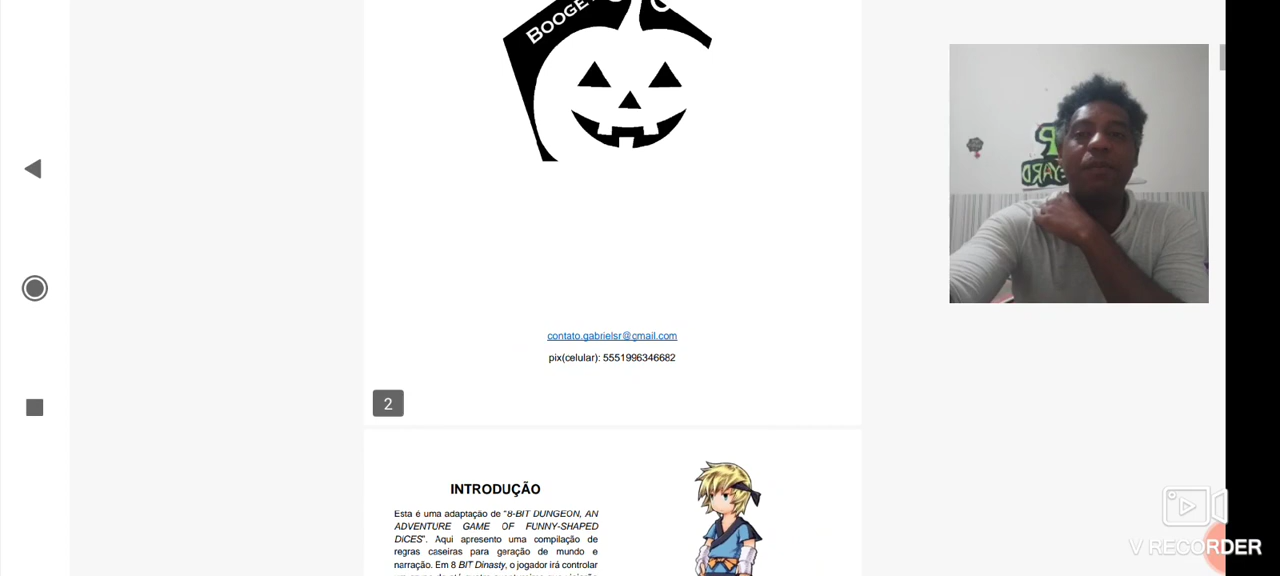 contato.gabrielsr@gmail.com
pix(celular): 5551996346682
2
INTRODUÇÃO
Esta é uma adaptação de "8-BIT DUNGEON, AN
ADVENTURE GAME OF FUNNY-SHAPED
DICES". Aqui apresento uma compilação de
regras caseiras para geração de mundo e
narração. Em 8 BIT Dinasty, o jogador irá controlar
V RECORDER